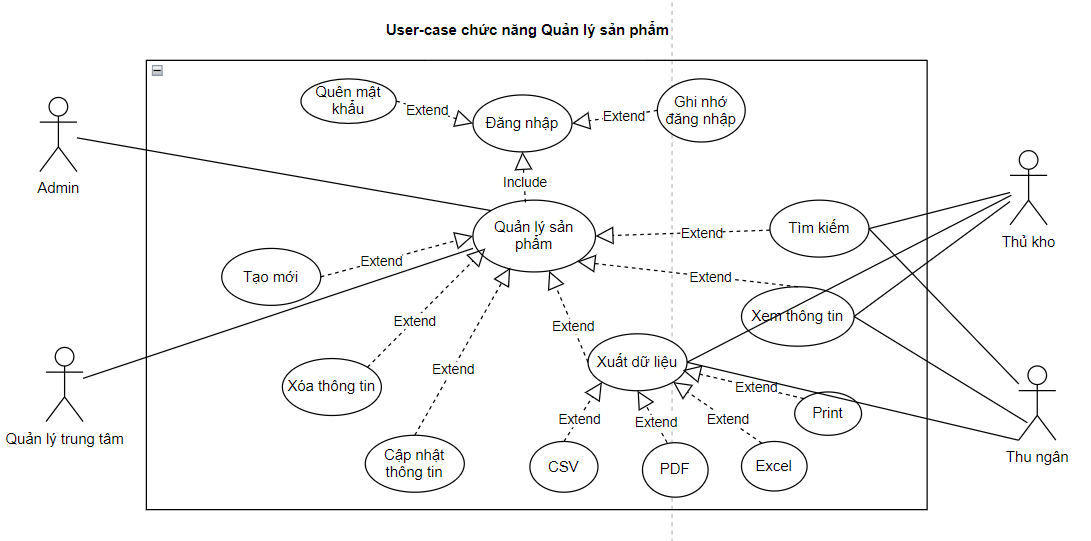 User-case chức năng Quản lý sản phẩm
Quên mật
khẩu
Extend
Đăng nhập
Extend
Ghi nhớ
đăng nhập
Admin
Include
Quản lý sản
phẩm
Extend
Tìm kiếm
Thủ kho
Tạo mới
Extend
Extend
Xem thông tin
Extend
Extend
Xóa thông tin
Extend
Xuất dữ liệu
Extend
Print
Quản lý trung tâm
Cập nhật
thông tin
Extend
Extend
Extend
CSV
PDF
Excel
Thu ngân